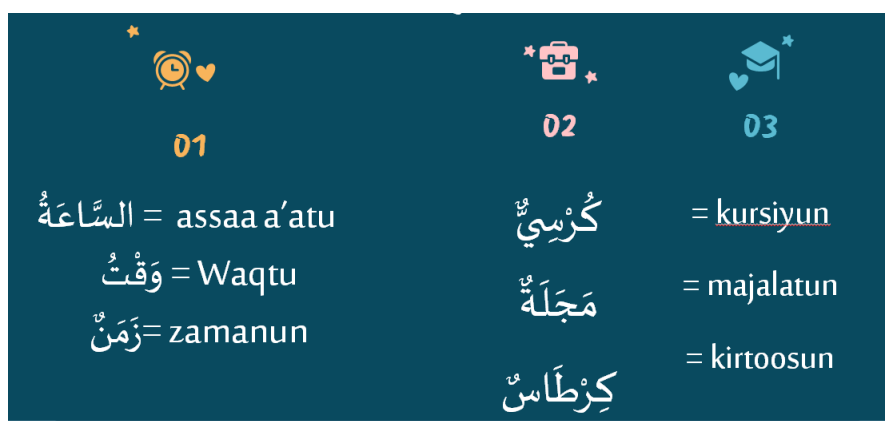 01
السَّاعَةُ = assaa a'atu
وَقْتُ = Waqtu
زَمَنٌ = zamanun
02
03
كُرْسِيٌّ = kursiyun
مَجَلَةٌ = majalatun
كِرْطَاسٌ = kirtoosun